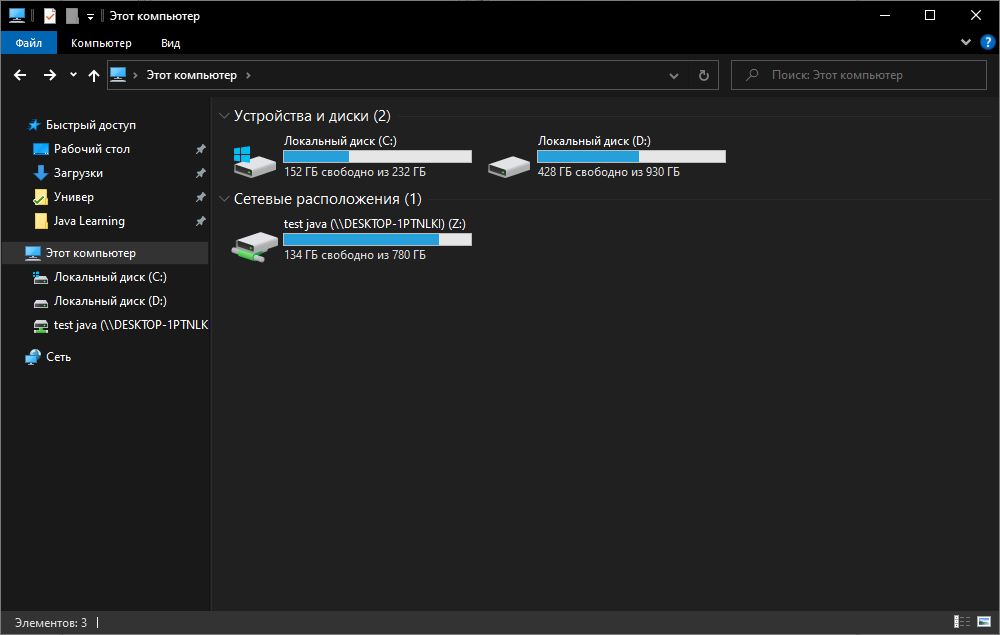 Этот компьютер
Файл Компьютер Вид
Этот компьютер
Поиск: Этот компьютер
Быстрый доступ
Рабочий стол
Загрузки
Универ
Java Learning
Этот компьютер
Локальный диск (C:)
Локальный диск (D:)
test java (\\DESKTOP-1PTNLK
Сеть
Устройства и диски (2)
Локальный диск (C:)
152 ГБ свободно из 232 ГБ
Локальный диск (D:)
428 ГБ свободно из 930 ГБ
Сетевые расположения (1)
test java (\\DESKTOP-1PTNLKI) (Z:)
134 ГБ свободно из 780 ГБ
Элементов: 3